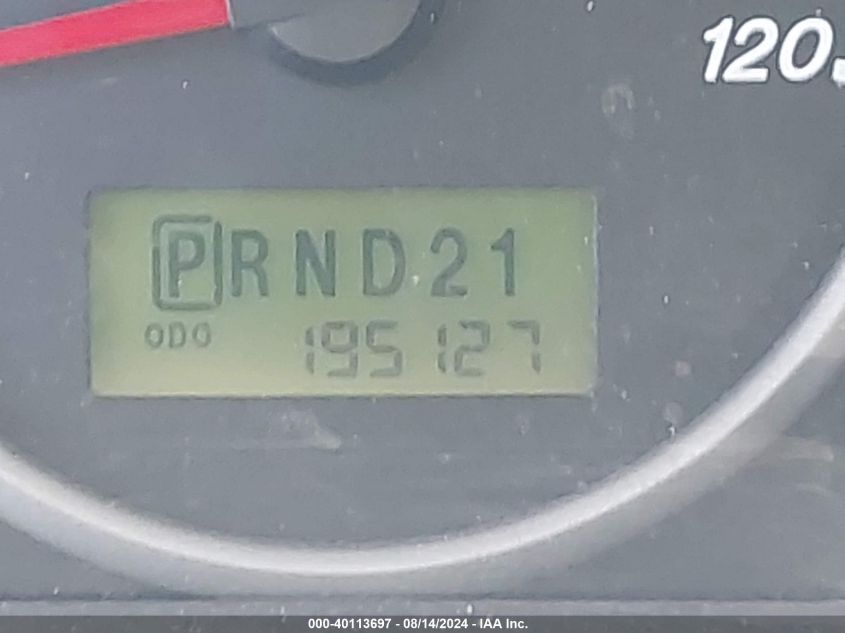 120
PRND21
ODO 195127
000-40113697 - 08/14/2024 - IAA Inc.